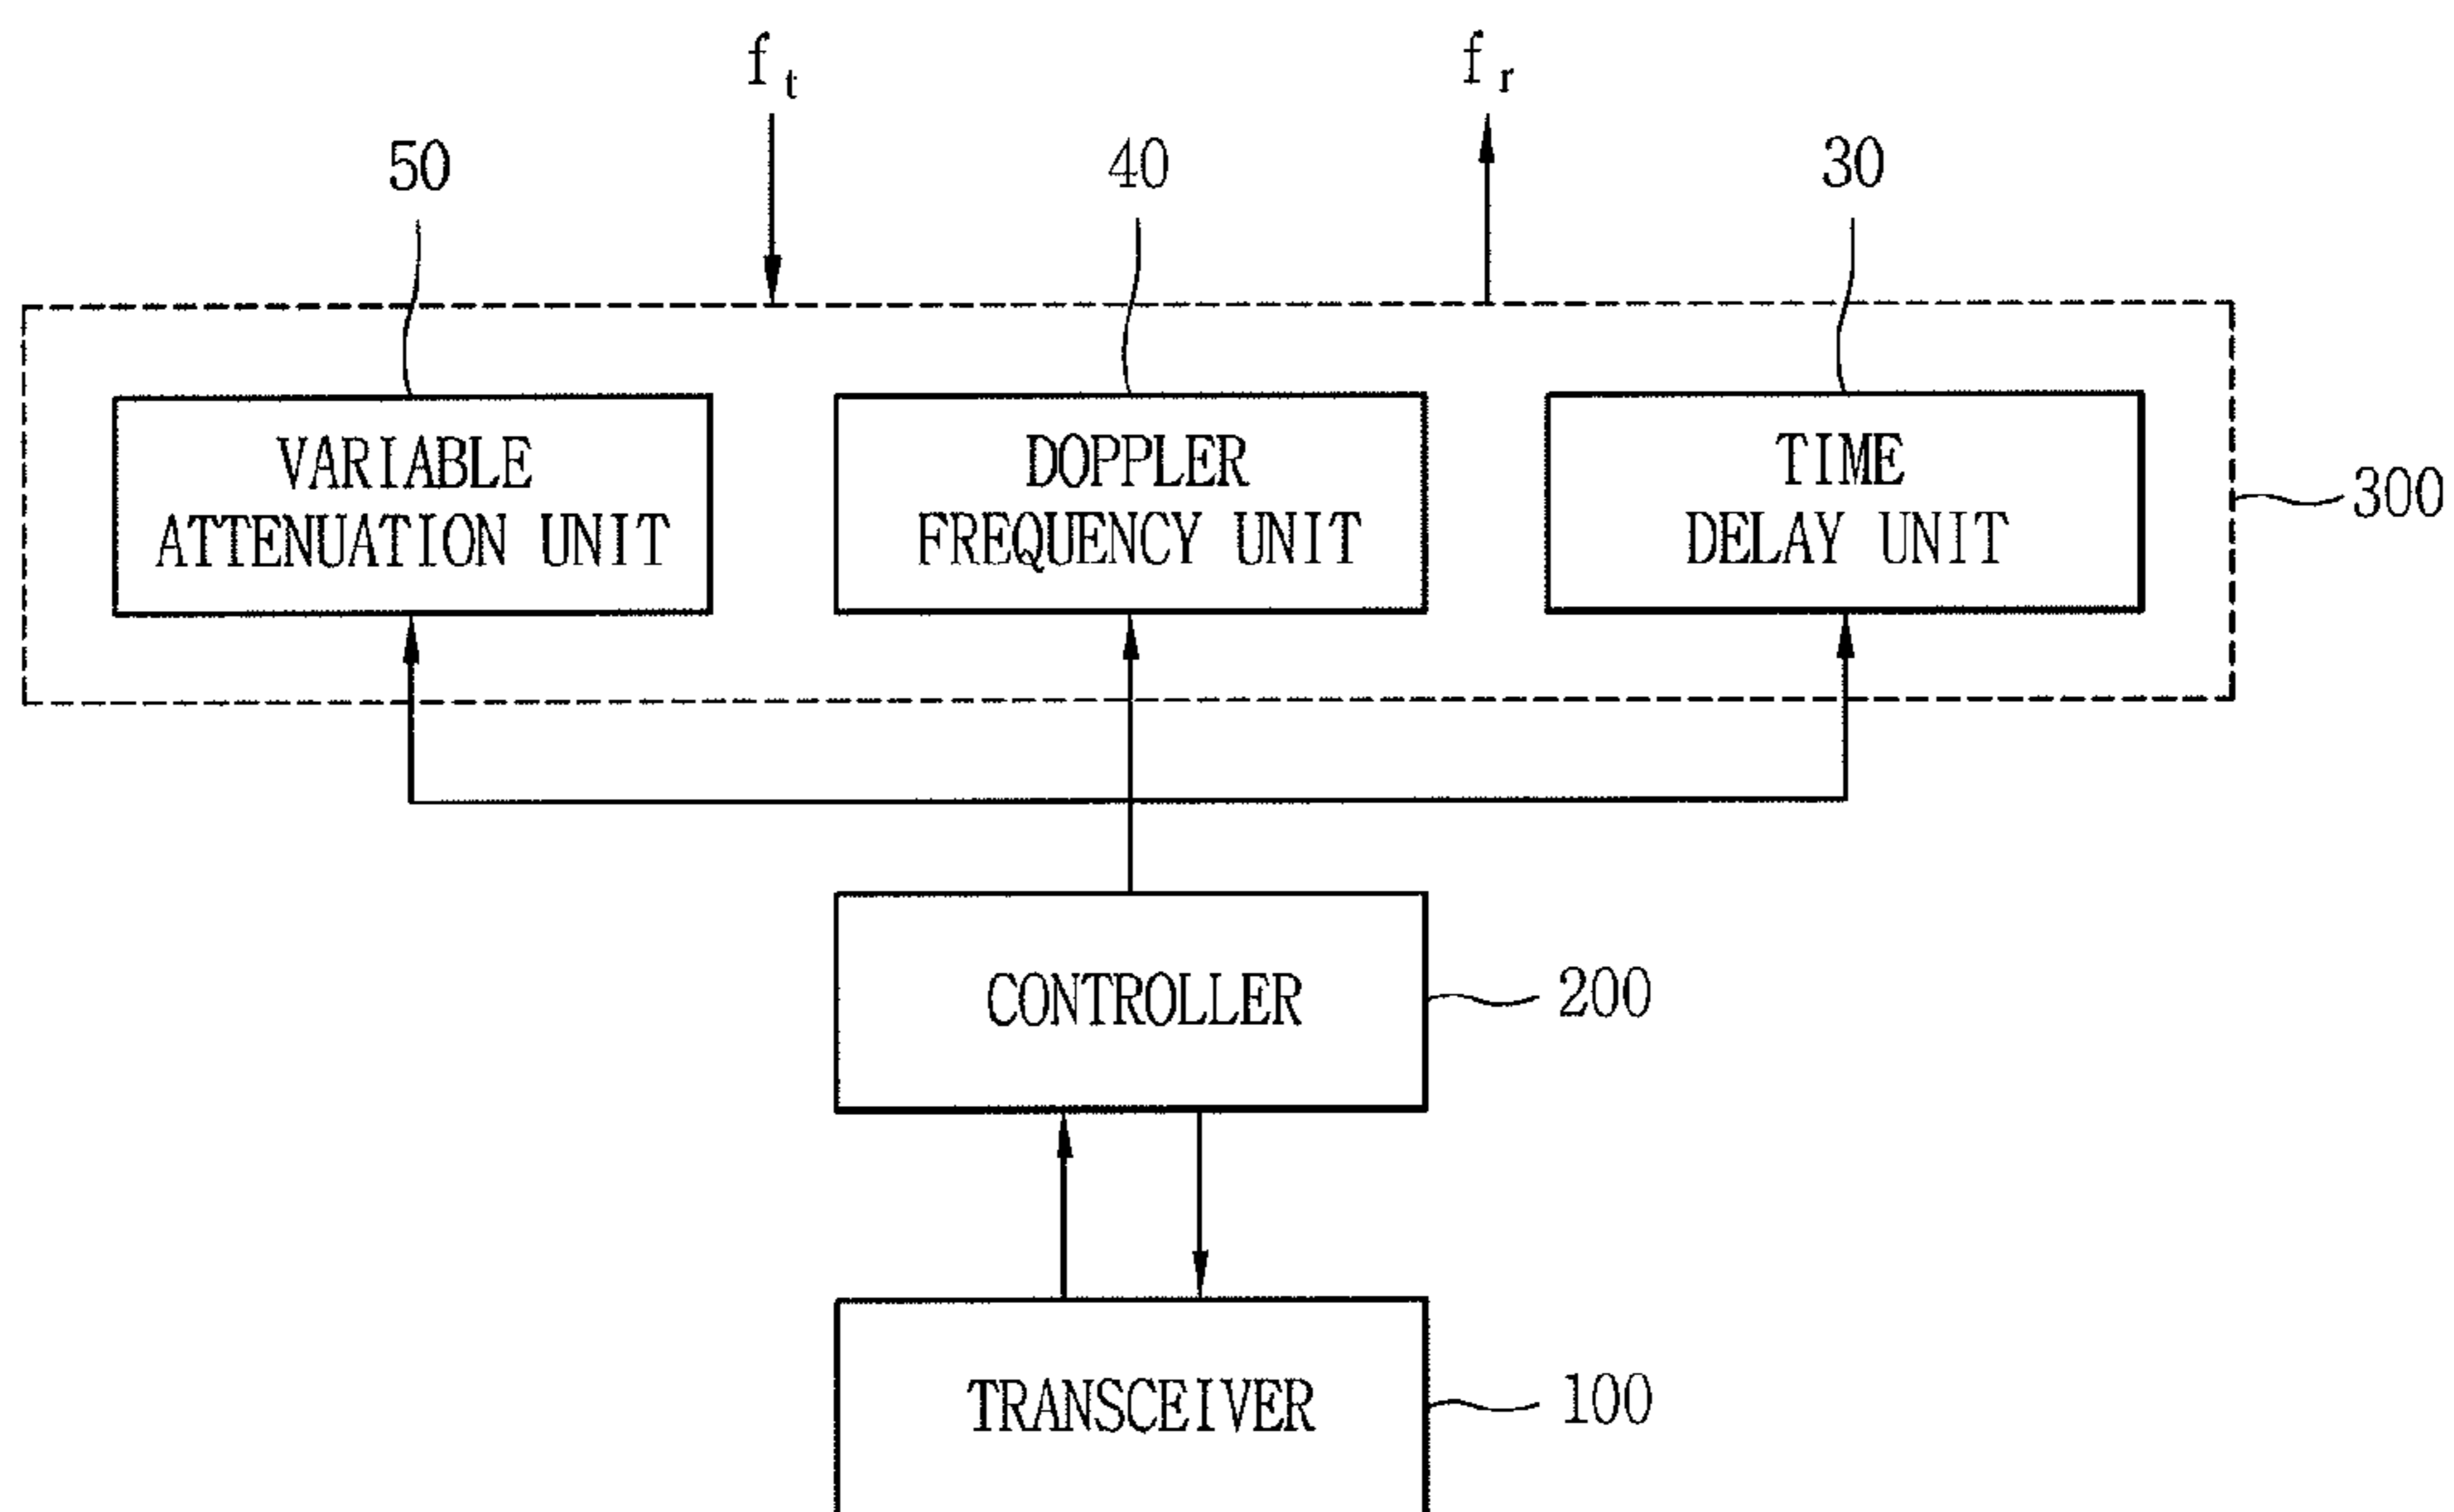 f t
f r
50
40
30
VARIABLE
ATTENUATION UNIT
DOPPLER
FREQUENCY UNIT
TIME
DELAY UNIT
300
CONTROLLER
200
TRANSCEIVER
100